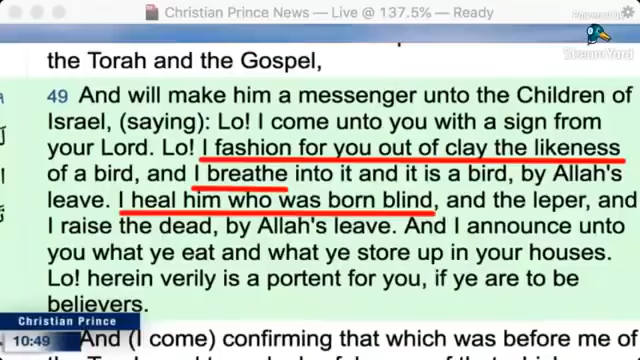 Christian Prince News — Live @ 137.5% — Ready
StreamYard
the Torah and the Gospel,
49 And will make him a messenger unto the Children of
Israel, (saying): Lo! I come unto you with a sign from
your Lord. Lo! I fashion for you out of clay the likeness
of a bird, and I breathe into it and it is a bird, by Allah's
leave. I heal him who was born blind, and the leper, and
I raise the dead, by Allah's leave. And I announce unto
you what ye eat and what ye store up in your houses.
Lo! herein verily is a portent for you, if ye are to be
believers.
Christian Prince
10:49
And (I come) confirming that which was before me of